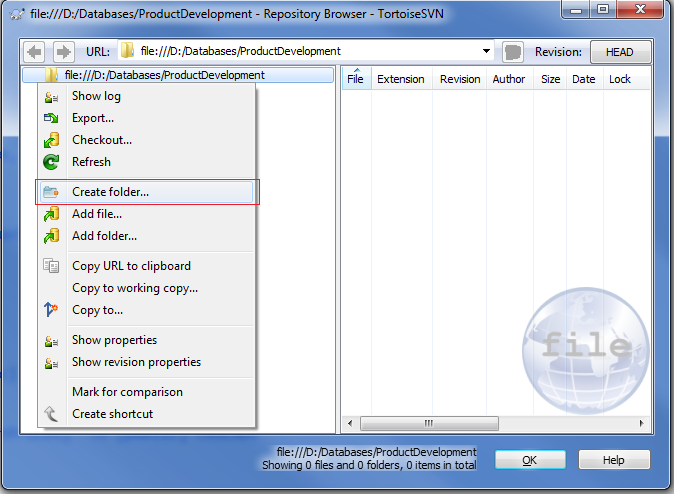 file:///D:/Databases/ProductDevelopment - Repository Browser - TortoiseSVN
URL: file:///D:/Databases/ProductDevelopment Revision: HEAD
file:///D:/Databases/ProductDevelopment
File Extension Revision Author Size Date Lock
Show log
Export...
Checkout...
Refresh
Create folder...
Add file...
Add folder...
Copy URL to clipboard
Copy to working copy...
Copy to...
Show properties
Show revision properties
Mark for comparison
Create shortcut
file
file:///D:/Databases/ProductDevelopment
Showing 0 files and 0 folders, 0 items in total
OK Help